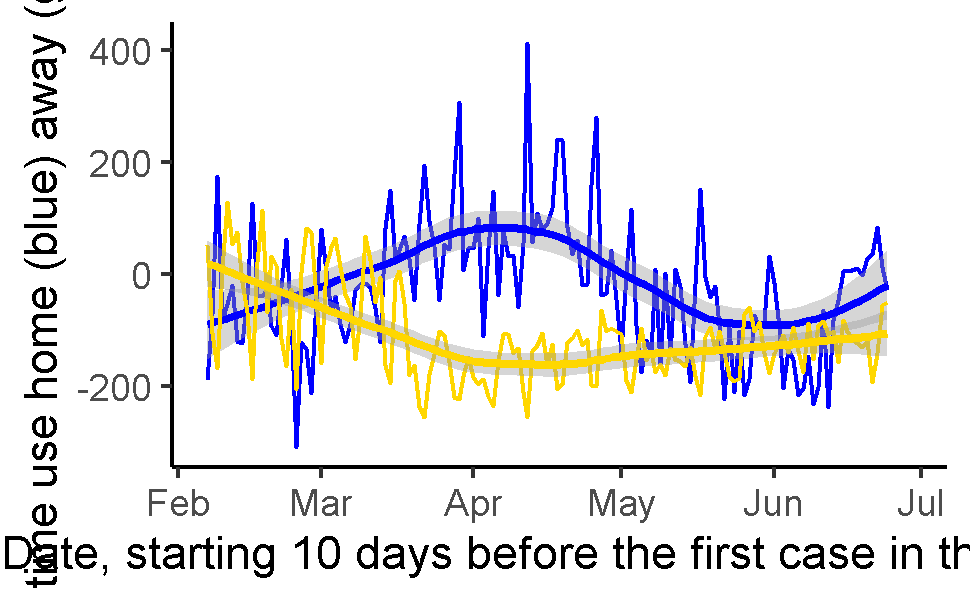 time use home (blue) away (
400
200
0
-200
Feb Mar Apr May Jun Jul
Date, starting 10 days before the first case in th